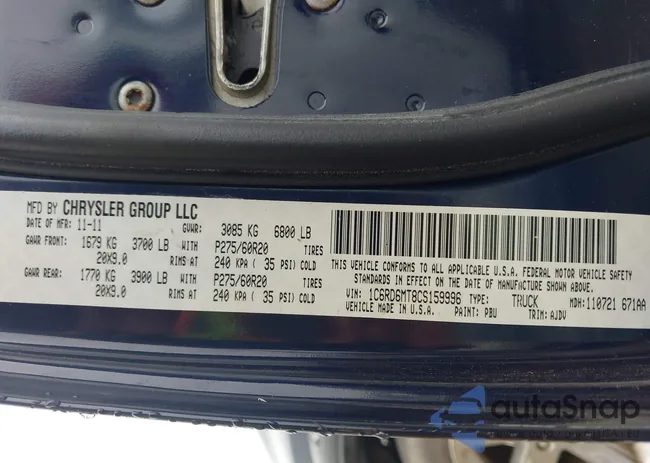 MFD BY CHRYSLER GROUP LLC
DATE OF MFR: 11-11 GVWR: 3085 KG 6800 LB
GAWR FRONT: 1679 KG 3700 LB WITH P275/60R20 TIRES
20X9.0 RIMS AT 240 KPA ( 35 PSI) COLD
GAWR REAR: 1770 KG 3900 LB WITH P275/60R20 TIRES
20X9.0 RIMS AT 240 KPA ( 35 PSI) COLD
THIS VEHICLE CONFORMS TO ALL APPLICABLE U.S.A. FEDERAL MOTOR VEHICLE SAFETY
STANDARDS IN EFFECT ON THE DATE OF MANUFACTURE SHOWN ABOVE.
VIN: 1C6RD6MT8CS159996 TYPE: TRUCK MDH:110721 671AA
VEHICLE MADE IN U.S.A. PAINT: PBU TRIM: AJDV
autoSnap